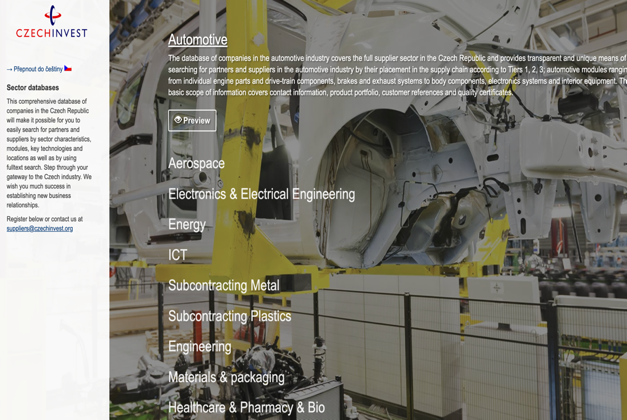 CZECHINVEST
→ Přepnout do češtiny
Sector databases
This comprehensive database of
companies in the Czech Republic
will make it possible for you to
easily search for partners and
suppliers by sector characteristics,
modules, key technologies and
locations as well as by using
fulltext search. Step through your
gateway to the Czech industry. We
wish you much success in
establishing new business
relationships.
Register below or contact us at
suppliers@czechinvest.org
Automotive
The database of companies in the automotive industry covers the full supplier sector in the Czech Republic and provides transparent and unique means of
searching for partners and suppliers in the automotive industry by their placement in the supply chain according to Tiers 1, 2, 3; automotive modules ranging
from individual engine parts and drive-train components, brakes and exhaust systems to body components, electronics systems and interior equipment. Th
basic scope of information covers contact information, product portfolio, customer references and quality certificates.
Preview
Aerospace
Electronics & Electrical Engineering
Energy
ICT
Subcontracting Metal
Subcontracting Plastics
Engineering
Materials & packaging
Healthcare & Pharmacy & Bio